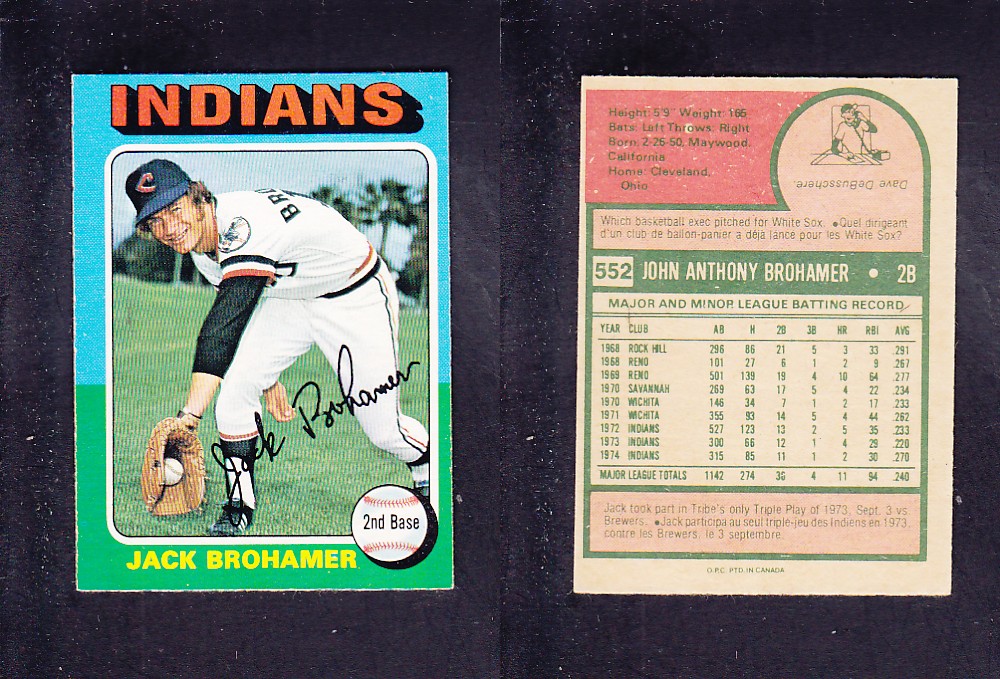 INDIANS
C
BR
Jack Brohamer
2nd Base
JACK BROHAMER
Height: 5'9" Weight: 165
Bats: Left Throws: Right
Born: 2-26-50, Maywood,
California
Home: Cleveland,
Ohio
Dave DeBusschere.
Which basketball exec pitched for White Sox. •Quel dirigeant
d'un club de ballon-panier a déja lance pour les White Sox?
552 JOHN ANTHONY BROHAMER • 2B
MAJOR AND MINOR LEAGUE BATTING RECORD
YEAR CLUB AB H 2B 3B HR RBI AVG
1968 ROCK HILL 296 86 21 5 3 33 .291
1968 RENO 101 27 6 1 2 9 .267
1969 RENO 501 139 19 4 10 64 .277
1970 SAVANNAH 269 63 17 5 4 22 .234
1970 WICHITA 146 34 7 1 2 17 .233
1971 WICHITA 355 93 14 5 4 44 .262
1972 INDIANS 527 123 13 2 5 35 .233
1973 INDIANS 300 66 12 1 4 29 .220
1974 INDIANS 315 85 11 1 2 30 .270
MAJOR LEAGUE TOTALS 1142 274 36 4 11 94 .240
Jack took part in Tribe's only Triple Play of 1973, Sept. 3 vs.
Brewers. •Jack participa au seul triple-jeu des Indiens en 1973,
contre les Brewers, le 3 septembre.
O.P.C. PTD. IN CANADA